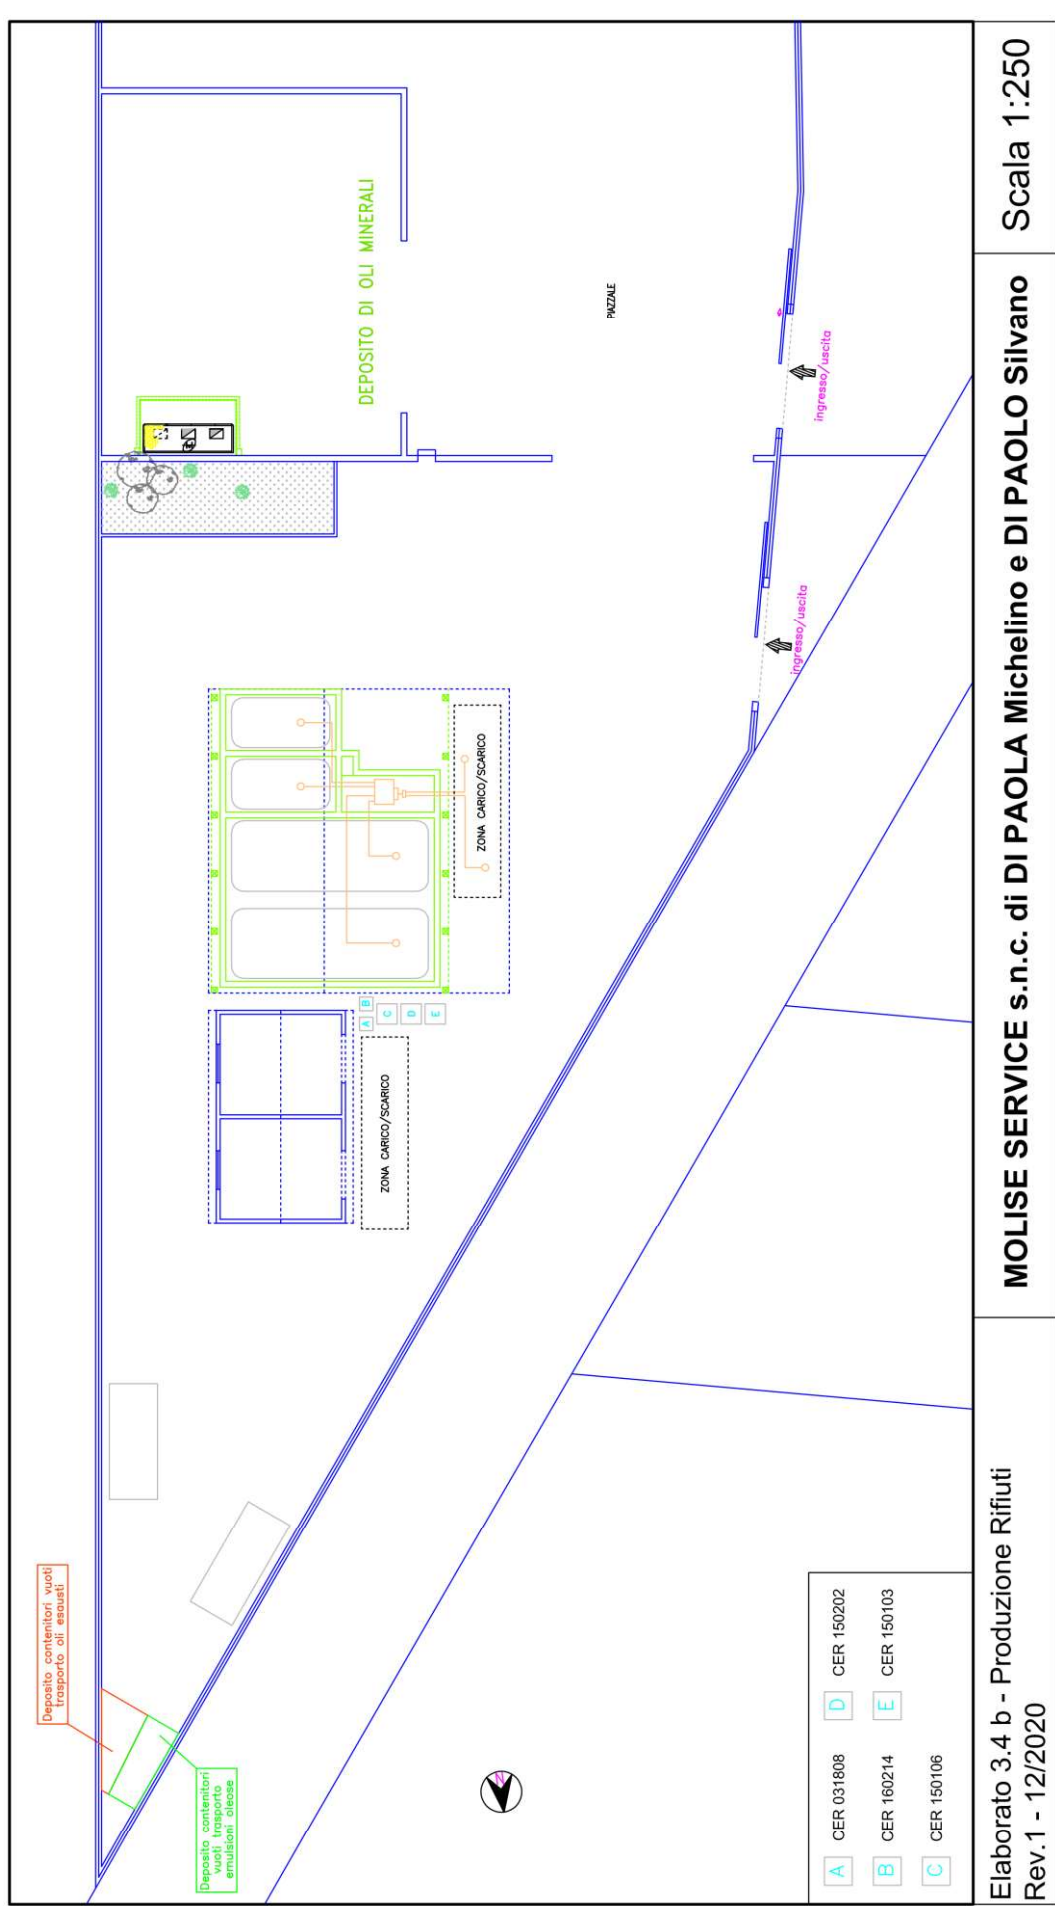 Deposito contenitori vuoti
trasporto oli esausti
Deposito contenitori
vuoti trasporto
emulsioni oleose
DEPOSITO DI OLI MINERALI
PIAZZALE
ingresso/uscita
ingresso/uscita
ZONA CARICO/SCARICO
ZONA CARICO/SCARICO
A
B
C
D
E
N
A CER 031808
B CER 160214
C CER 150106
D CER 150202
E CER 150103
Elaborato 3.4 b - Produzione Rifiuti
Rev.1 - 12/2020
MOLISE SERVICE s.n.c. di DI PAOLA Michelino e DI PAOLO Silvano
Scala 1:250